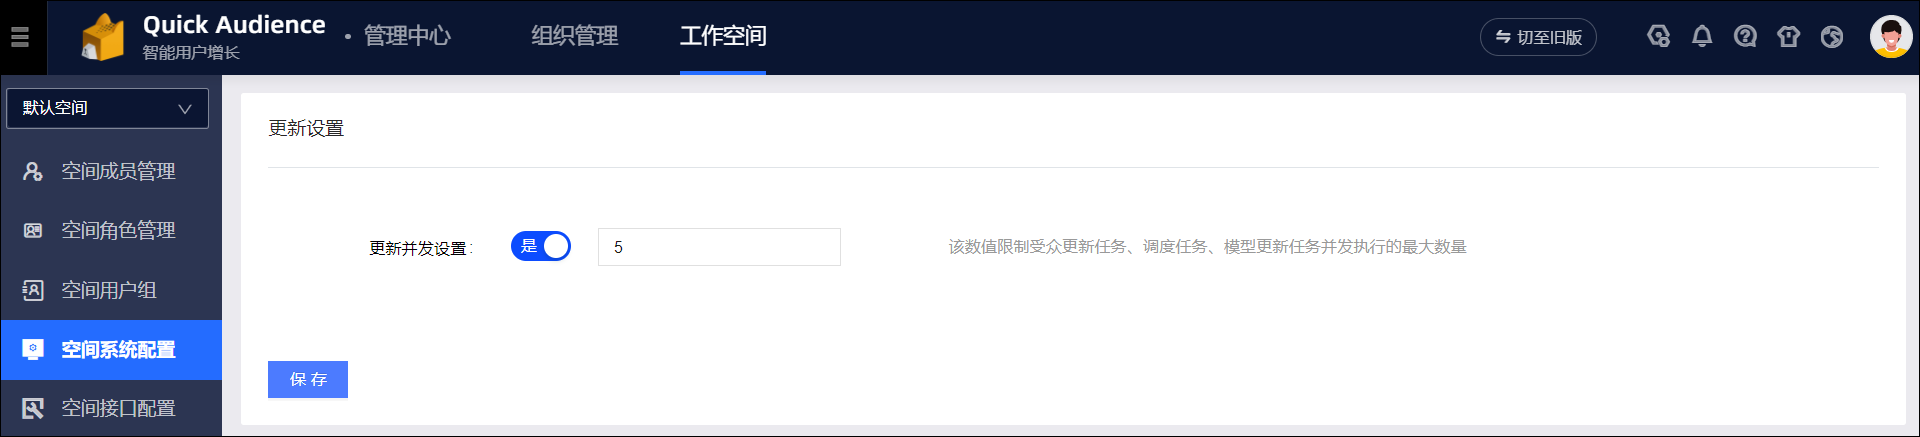 Quick Audience
智能用户增长
• 管理中心
组织管理
工作空间
切至旧版
默认空间
空间成员管理
空间角色管理
空间用户组
空间系统配置
空间接口配置
更新设置
更新并发设置:
是
5
该数值限制受众更新任务、调度任务、模型更新任务并发执行的最大数量
保 存